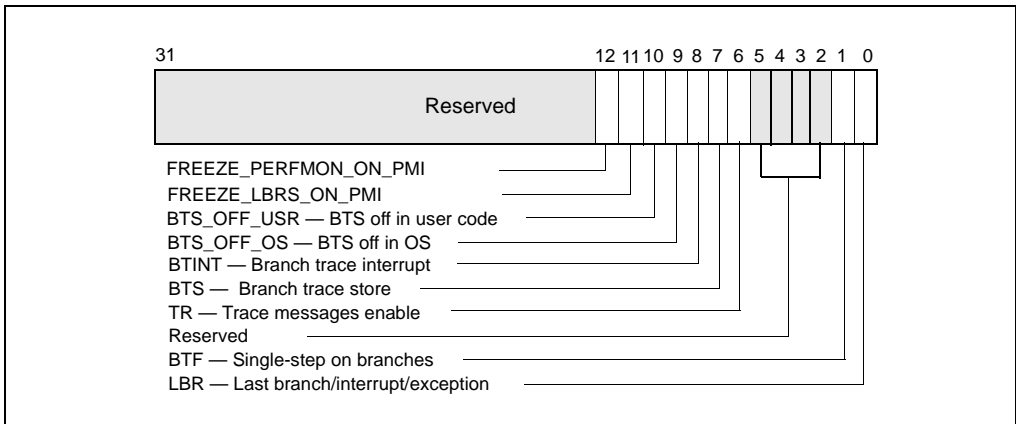 31 12 11 10 9 8 7 6 5 4 3 2 1 0
Reserved
FREEZE_PERFMON_ON_PMI
FREEZE_LBRS_ON_PMI
BTS_OFF_USR — BTS off in user code
BTS_OFF_OS — BTS off in OS
BTINT — Branch trace interrupt
BTS — Branch trace store
TR — Trace messages enable
Reserved
BTF — Single-step on branches
LBR — Last branch/interrupt/exception